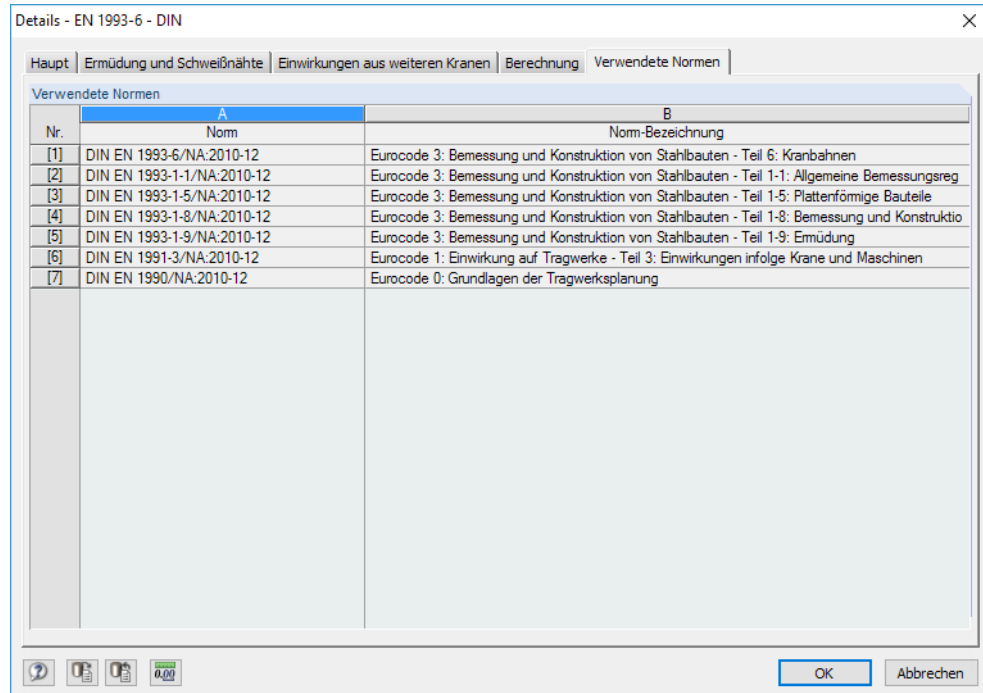 Details - EN 1993-6 - DIN
Haupt Ermüdung und Schweißnähte Einwirkungen aus weiteren Kranen Berechnung Verwendete Normen
Verwendete Normen
A B
Nr. Norm Norm-Bezeichnung
[1] DIN EN 1993-6/NA:2010-12 Eurocode 3: Bemessung und Konstruktion von Stahlbauten - Teil 6: Kranbahnen
[2] DIN EN 1993-1-1/NA:2010-12 Eurocode 3: Bemessung und Konstruktion von Stahlbauten - Teil 1-1: Allgemeine Bemessungsreg
[3] DIN EN 1993-1-5/NA:2010-12 Eurocode 3: Bemessung und Konstruktion von Stahlbauten - Teil 1-5: Plattenförmige Bauteile
[4] DIN EN 1993-1-8/NA:2010-12 Eurocode 3: Bemessung und Konstruktion von Stahlbauten - Teil 1-8: Bemessung und Konstruktio
[5] DIN EN 1993-1-9/NA:2010-12 Eurocode 3: Bemessung und Konstruktion von Stahlbauten - Teil 1-9: Ermüdung
[6] DIN EN 1991-3/NA:2010-12 Eurocode 1: Einwirkung auf Tragwerke - Teil 3: Einwirkungen infolge Krane und Maschinen
[7] DIN EN 1990/NA:2010-12 Eurocode 0: Grundlagen der Tragwerksplanung
0.00 OK Abbrechen